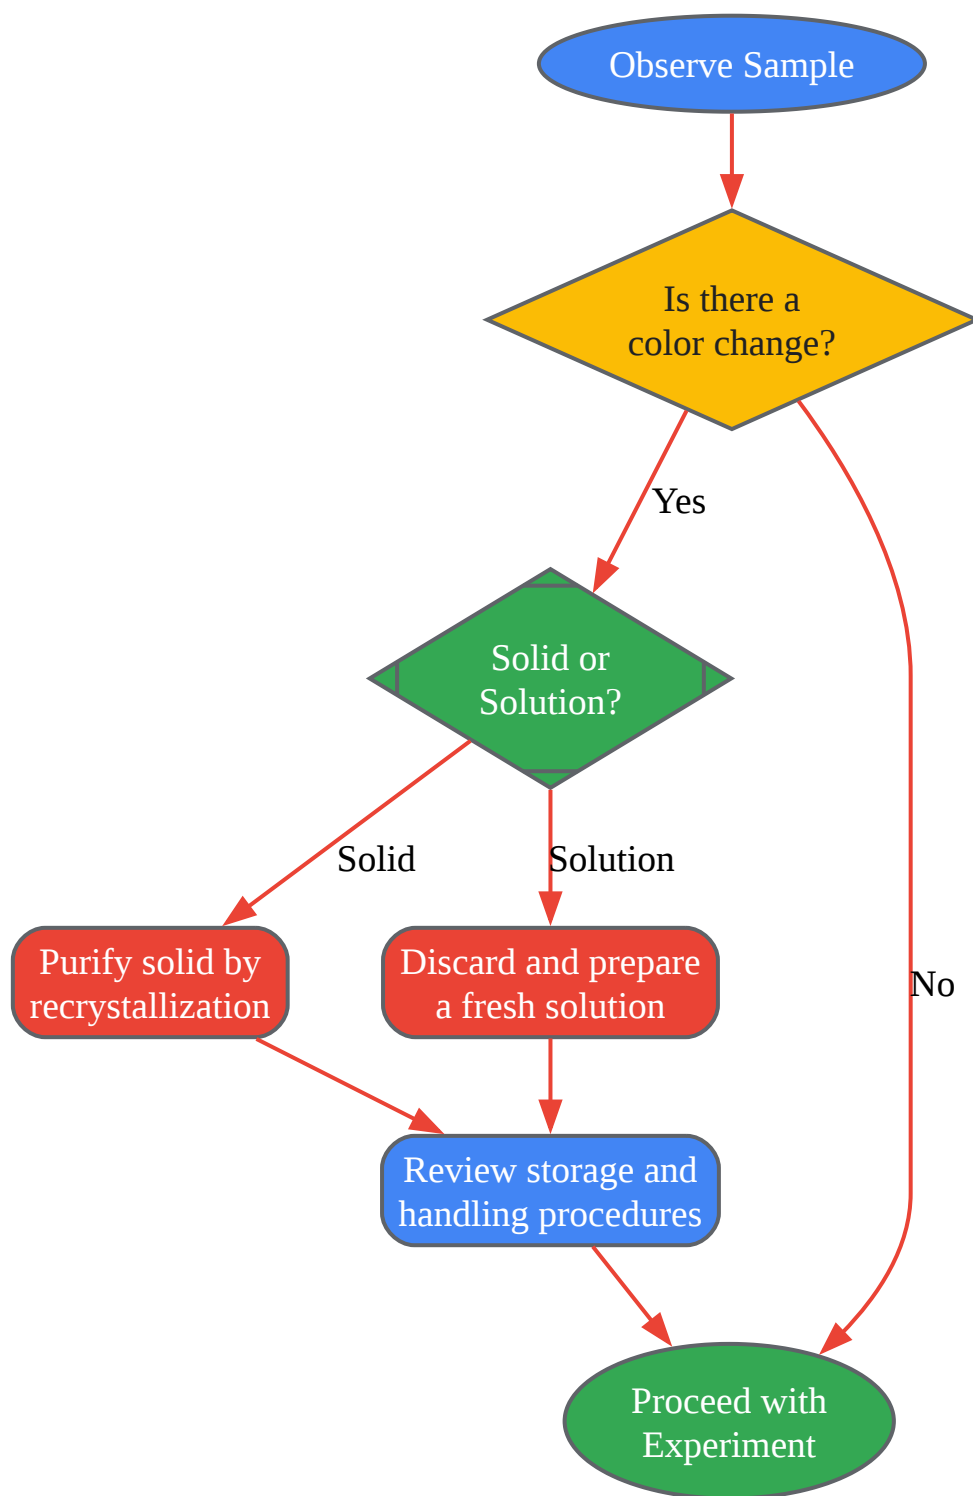 Observe Sample
Is there a
color change?
Yes
Solid or
Solution?
Solid
Solution
Purify solid by
recrystallization
Discard and prepare
a fresh solution
No
Review storage and
handling procedures
Proceed with
Experiment